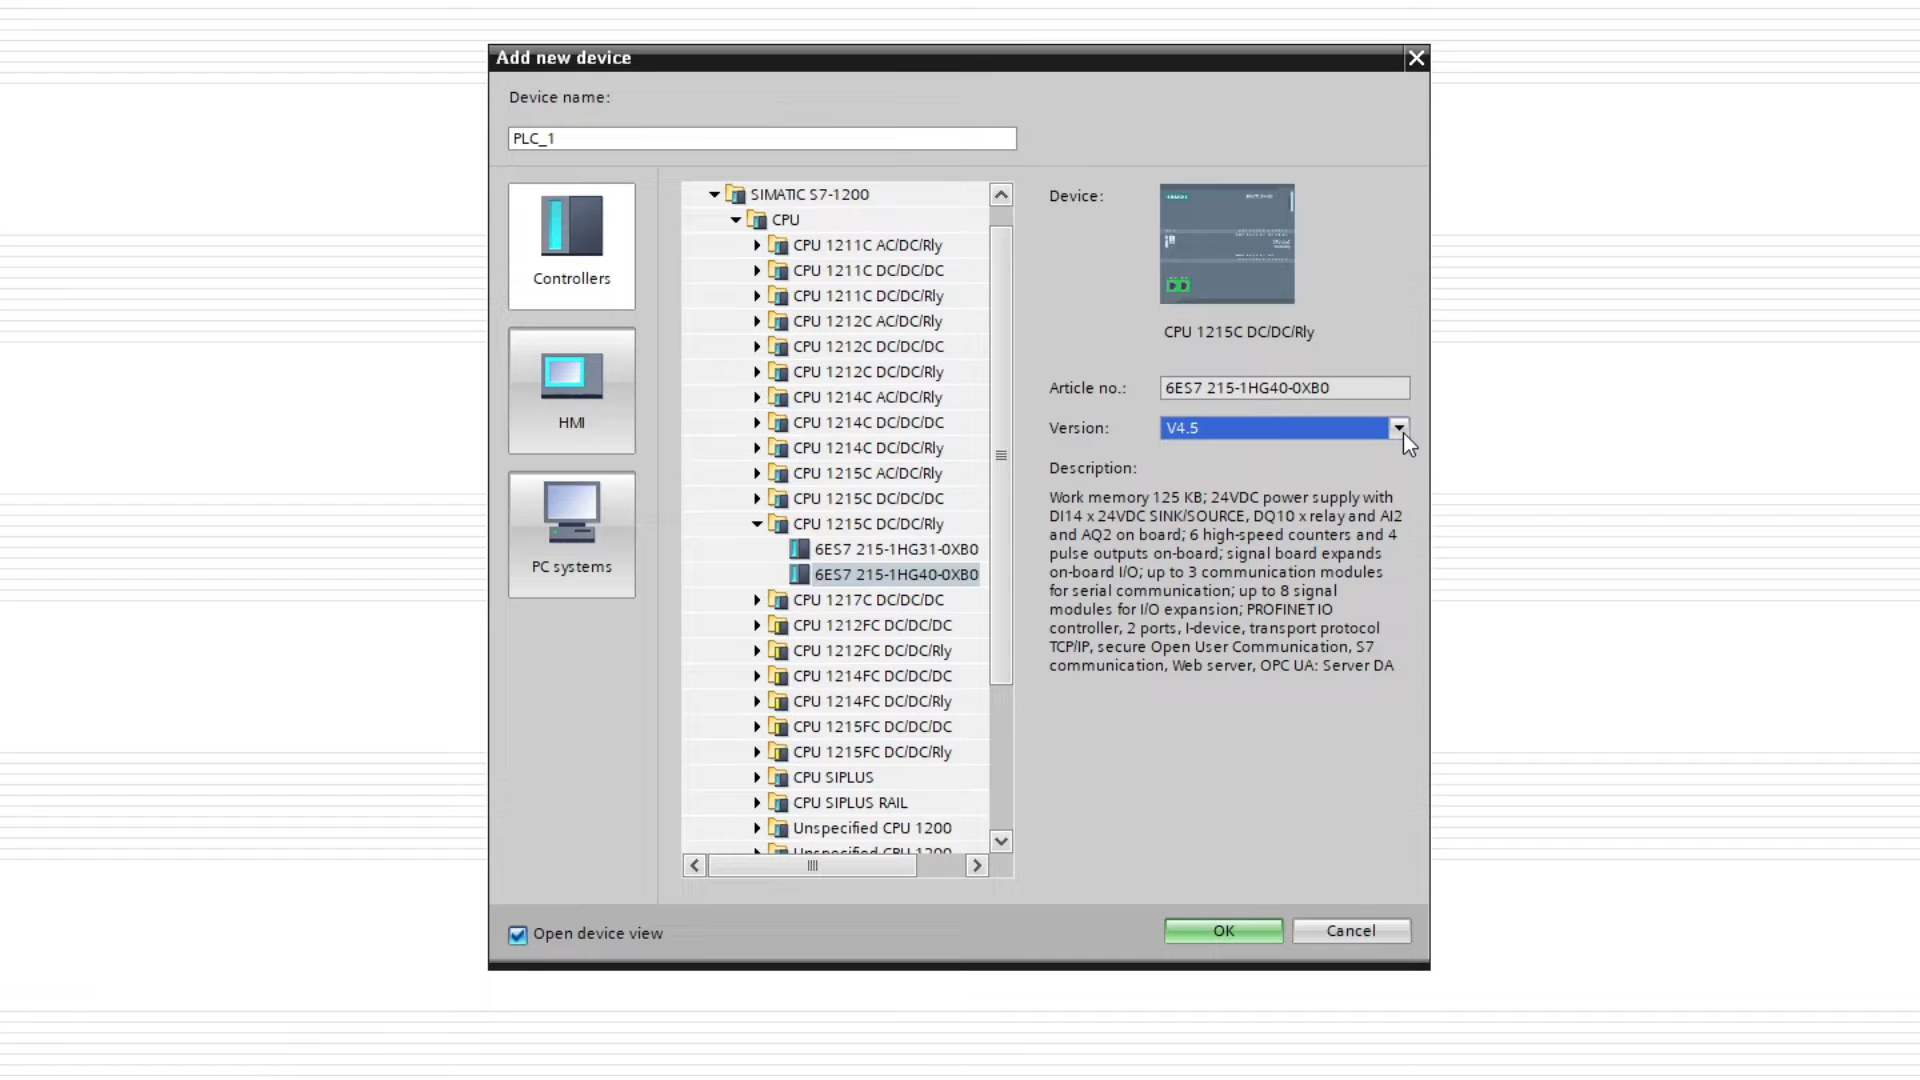 Add new device
Device name:
PLC_1
Controllers
HMI
PC systems
SIMATIC S7-1200
CPU
CPU 1211C AC/DC/Rly
CPU 1211C DC/DC/DC
CPU 1211C DC/DC/Rly
CPU 1212C AC/DC/Rly
CPU 1212C DC/DC/DC
CPU 1212C DC/DC/Rly
CPU 1214C AC/DC/Rly
CPU 1214C DC/DC/DC
CPU 1214C DC/DC/Rly
CPU 1215C AC/DC/Rly
CPU 1215C DC/DC/DC
CPU 1215C DC/DC/Rly
6ES7 215-1HG31-0XB0
6ES7 215-1HG40-0XB0
CPU 1217C DC/DC/DC
CPU 1212FC DC/DC/DC
CPU 1212FC DC/DC/Rly
CPU 1214FC DC/DC/DC
CPU 1214FC DC/DC/Rly
CPU 1215FC DC/DC/DC
CPU 1215FC DC/DC/Rly
CPU SIPLUS
CPU SIPLUS RAIL
Unspecified CPU 1200
Unspecified CPU 1200
Device:
CPU 1215C DC/DC/Rly
Article no.:
6ES7 215-1HG40-0XB0
Version:
V4.5
Description:
Work memory 125 KB; 24VDC power supply with
DI14 x 24VDC SINK/SOURCE, DQ10 x relay and AI2
and AQ2 on board; 6 high-speed counters and 4
pulse outputs on-board; signal board expands
on-board I/O; up to 3 communication modules
for serial communication; up to 8 signal
modules for I/O expansion; PROFINET IO
controller, 2 ports, I-device, transport protocol
TCP/IP, secure Open User Communication, S7
communication, Web server, OPC UA: Server DA
Open device view
OK
Cancel